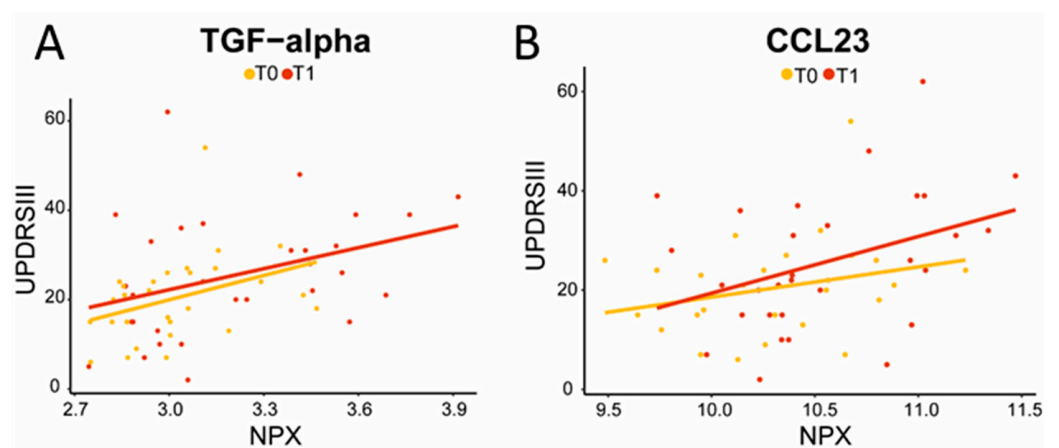 A
TGF-alpha
T0 T1
60
40
20
0
UPDRSIII
2.7 3.0 3.3 3.6 3.9
NPX
B
CCL23
T0 T1
60
40
20
0
UPDRSIII
9.5 10.0 10.5 11.0 11.5
NPX